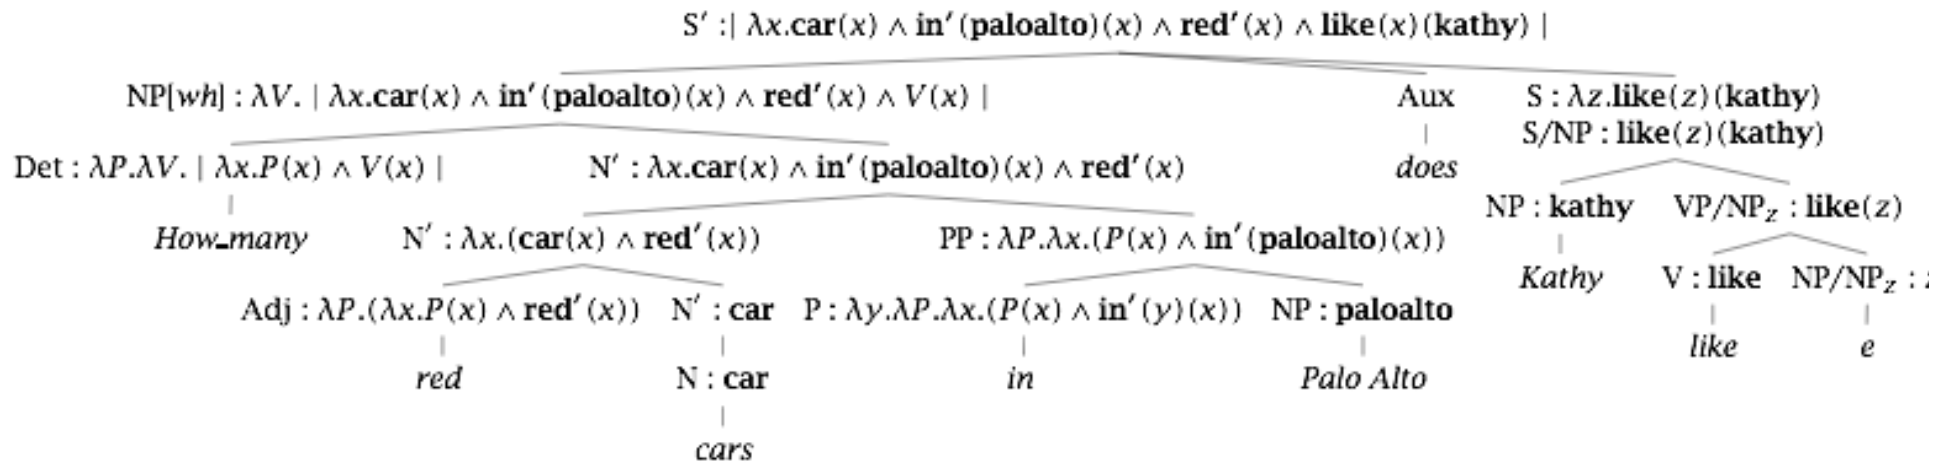 S′ :| λx.car(x) ∧ in′(paloalto)(x) ∧ red′(x) ∧ like(x)(kathy) |
NP[wh] : λV. | λx.car(x) ∧ in′(paloalto)(x) ∧ red′(x) ∧ V(x) | Aux S : λz.like(z)(kathy)
S/NP : like(z)(kathy)
Det : λP.λV. | λx.P(x) ∧ V(x) | N′ : λx.car(x) ∧ in′(paloalto)(x) ∧ red′(x) does
NP : kathy VP/NPz : like(z)
How_many N′ : λx.(car(x) ∧ red′(x)) PP : λP.λx.(P(x) ∧ in′(paloalto)(x))
Kathy V : like NP/NPz :
Adj : λP.(λx.P(x) ∧ red′(x)) N′ : car P : λy.λP.λx.(P(x) ∧ in′(y)(x)) NP : paloalto
like e
red N : car in Palo Alto
cars